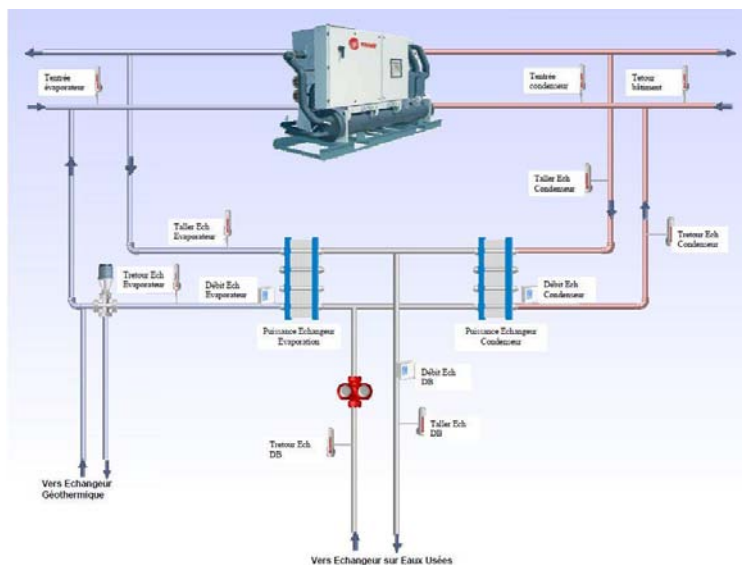 Tentrée
évaporateur
Tentrée
condenseur
Tetour
bâtiment
Taller Ech
Condenseur
Taller Ech
Evaporateur
Tretour Ech
Condenseur
Tretour Ech
Evaporateur
Débit Ech
Evaporateur
Débit Ech
Condenseur
Puissance Echangeur
Evaporation
Puissance Echangeur
Condenseur
Débit Ech
DB
Taller Ech
DB
Tretour Ech
DB
Vers Echangeur
Géothermique
Vers Echangeur sur Eaux Usées